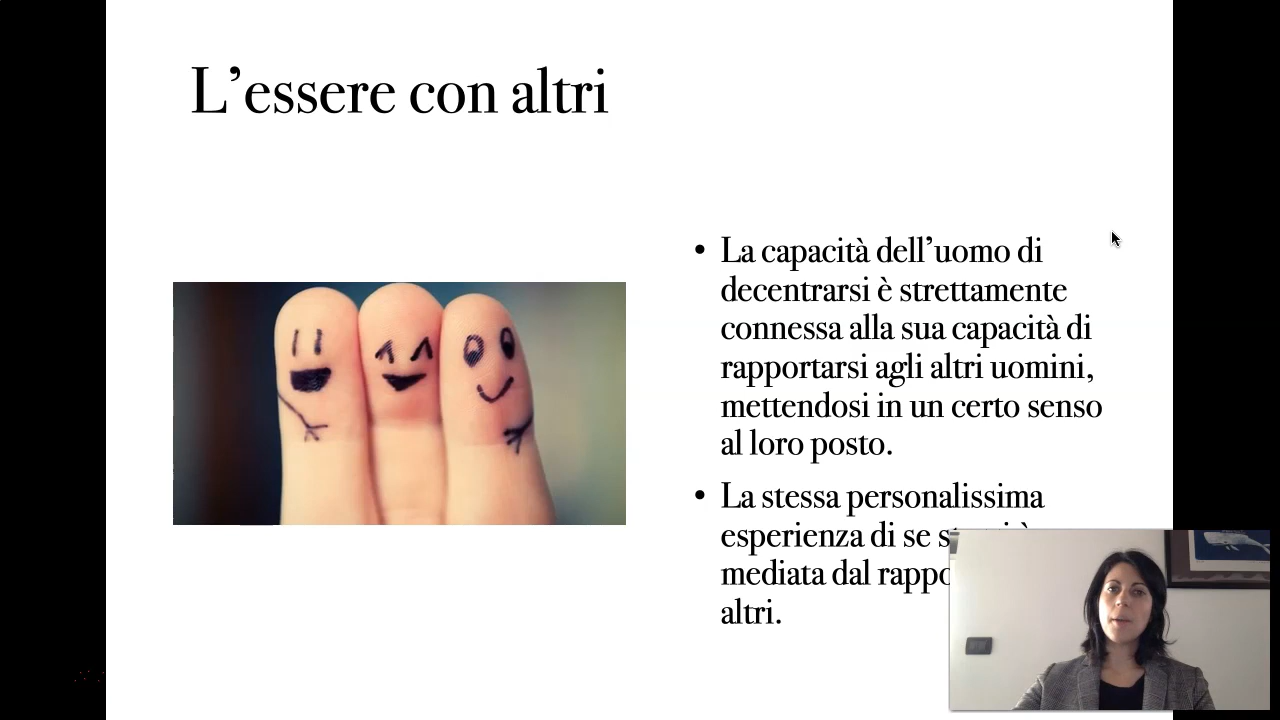 L’essere con altri
• La capacità dell’uomo di
decentrarsi è strettamente
connessa alla sua capacità di
rapportarsi agli altri uomini,
mettendosi in un certo senso
al loro posto.
• La stessa personalissima
esperienza di se
mediata dal
altri.